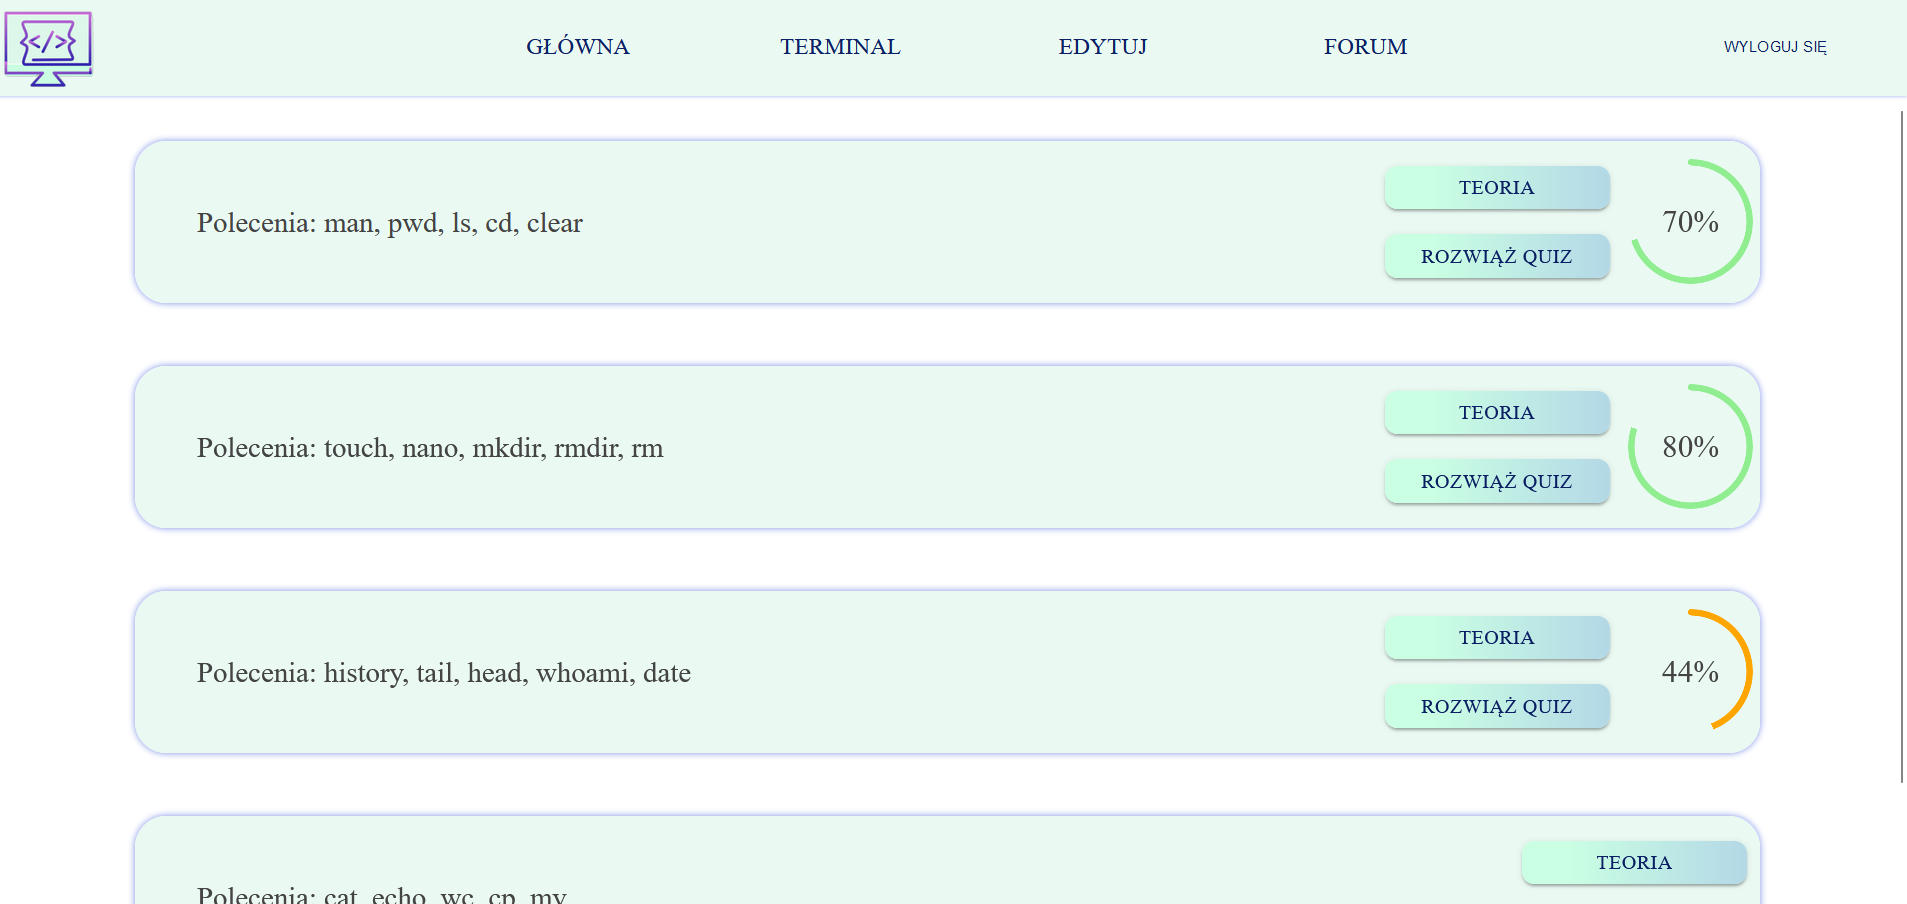 </>
GŁÓWNA TERMINAL EDYTUJ FORUM WYLOGUJ SIĘ
Polecenia: man, pwd, ls, cd, clear
TEORIA
ROZWIĄŻ QUIZ
70%
Polecenia: touch, nano, mkdir, rmdir, rm
TEORIA
ROZWIĄŻ QUIZ
80%
Polecenia: history, tail, head, whoami, date
TEORIA
ROZWIĄŻ QUIZ
44%
Polecenia: cat, echo, wc, cp, mv
TEORIA